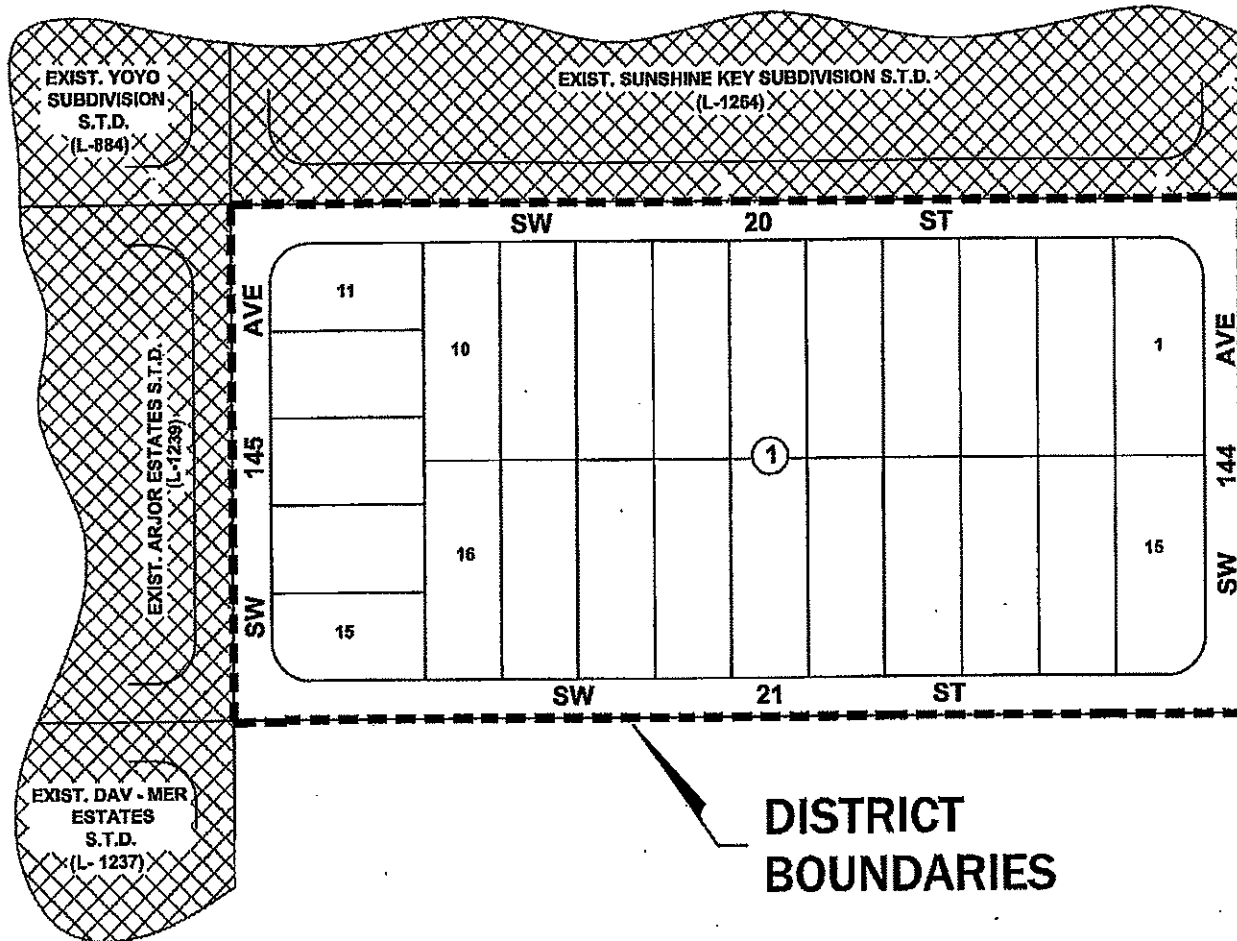 EXIST. YOYO
SUBDIVISION
S.T.D.
(L-884)
EXIST. SUNSHINE KEY SUBDIVISION S.T.D.
(L-1264)
SW 20 ST
EXIST. ARJOR ESTATES S.T.D.
(L-1239)
SW 145 AVE
11
10
1
1
16
15
15
SW 144 AVE
SW 21 ST
EXIST. DAV - MER
ESTATES
S.T.D.
(L- 1237)
DISTRICT
BOUNDARIES